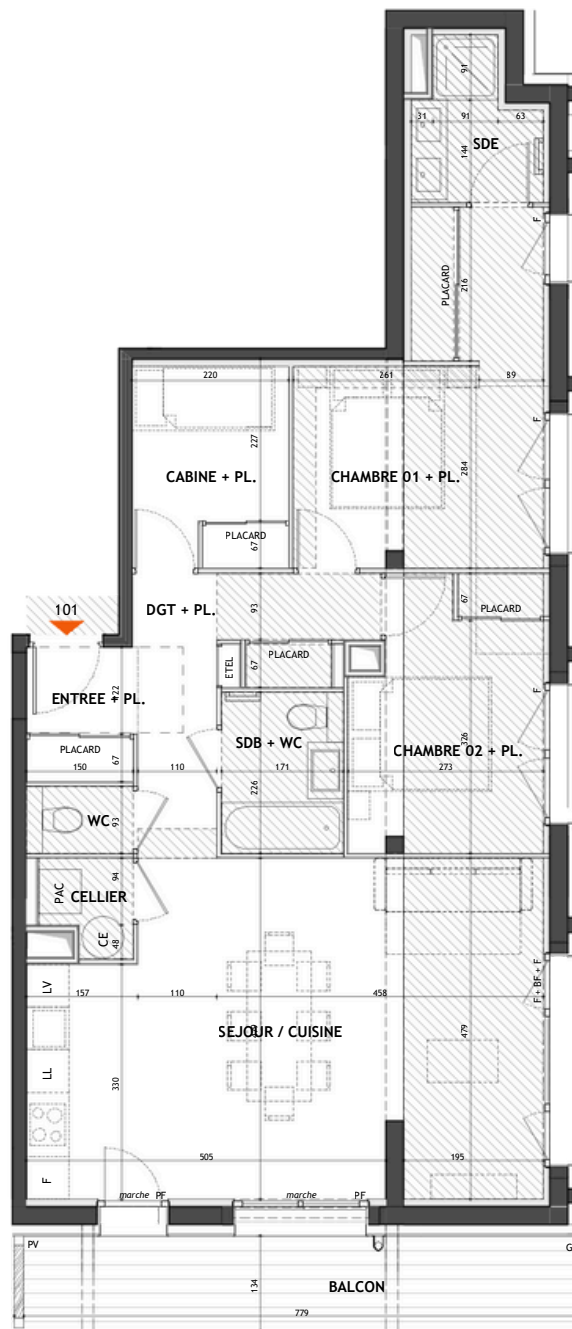 91
31 91 63
SDE
144
F
PLACARD
216
220 261 89
F
227
CABINE + PL. CHAMBRE 01 + PL.
284
PLACARD
67
101
DGT + PL.
93
67
PLACARD
ETEL
67
PLACARD
ENTREE + PL.
122
F
SDB + WC
326
CHAMBRE 02 + PL.
PLACARD
67
150 110 171 273
226
WC
93
94
PAC
CELLIER
CE
48
LV
157 110 458
F + BF + F
SEJOUR / CUISINE
479
LL
330
505 195
F
marche PF marche PF
PV
G
134
BALCON
779